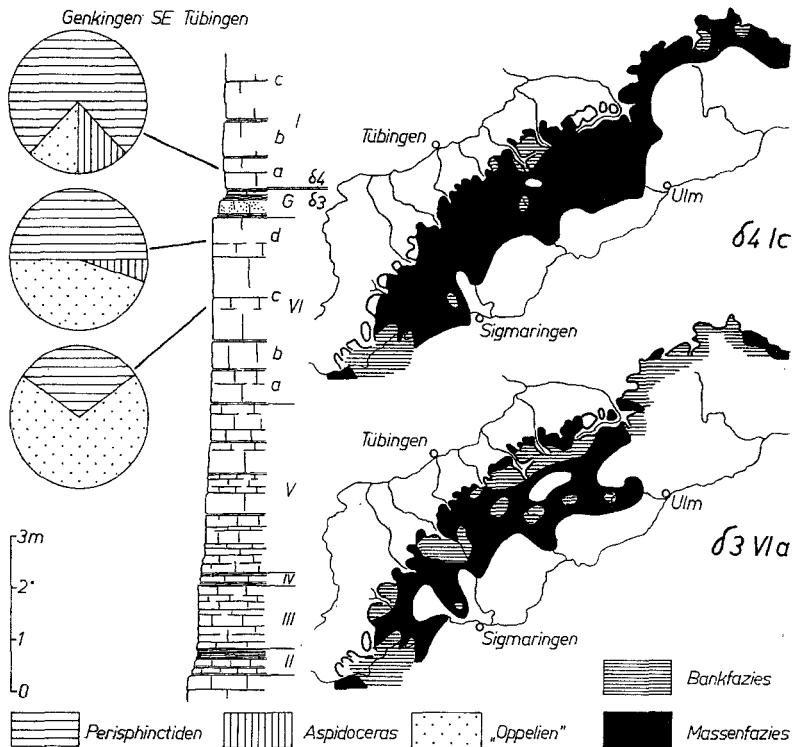 Genkingen SE Tübingen
c
I
b
a
δ4
G δ3
d
c
VI
b
a
V
IV
III
II
3m
2
1
0
Tübingen
Ulm
δ4 Ic
Sigmaringen
Tübingen
Ulm
δ3 VIa
Sigmaringen
Bankfazies
Perisphinctiden
Aspidoceras
„Oppelien"
Massenfazies